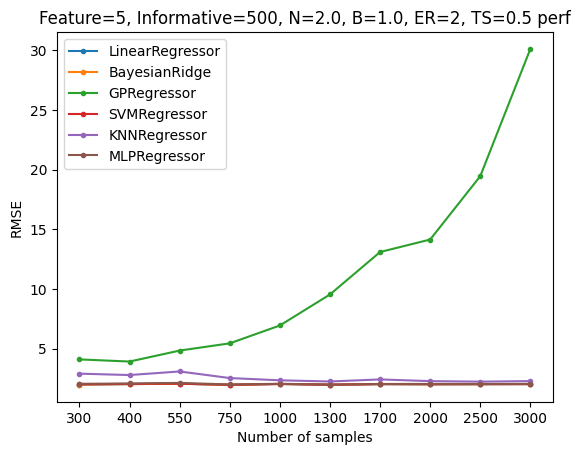 Feature=5, Informative=500, N=2.0, B=1.0, ER=2, TS=0.5 perf
30
25
20
15
10
5
RMSE
LinearRegressor
BayesianRidge
GPRegressor
SVMRegressor
KNNRegressor
MLPRegressor
300 400 550 750 1000 1300 1700 2000 2500 3000
Number of samples